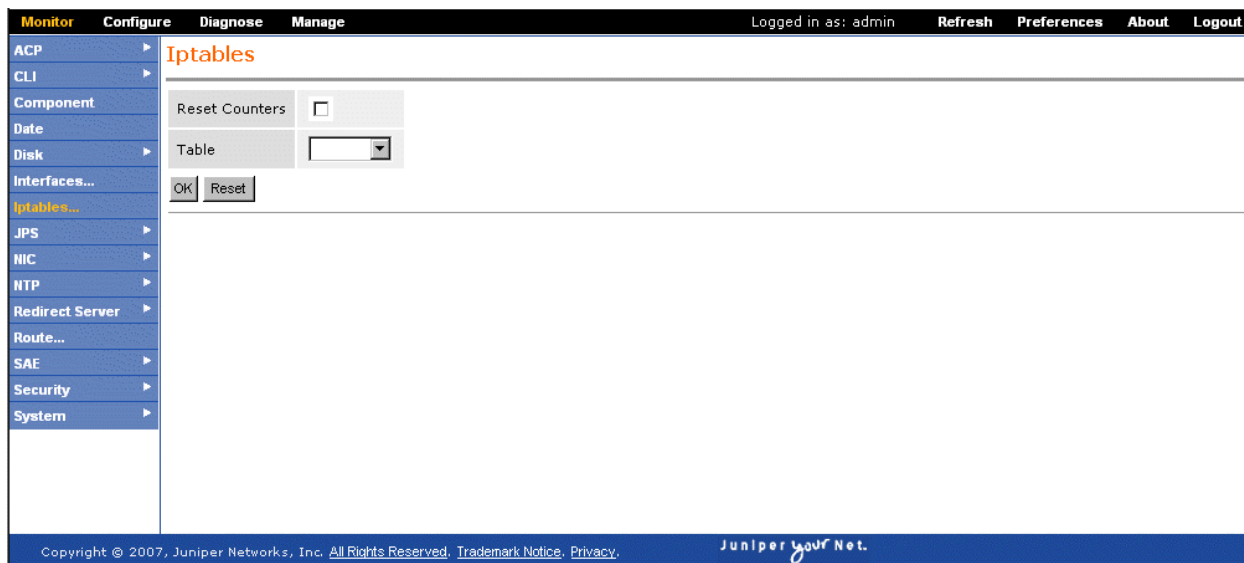 Monitor Configure Diagnose Manage Logged in as: admin Refresh Preferences About Logout
ACP
CLI
Component
Date
Disk
Interfaces...
Iptables...
JPS
NIC
NTP
Redirect Server
Route...
SAE
Security
System
Iptables
Reset Counters
Table
OK Reset
Copyright © 2007, Juniper Networks, Inc. All Rights Reserved. Trademark Notice. Privacy.
Juniper your Net.